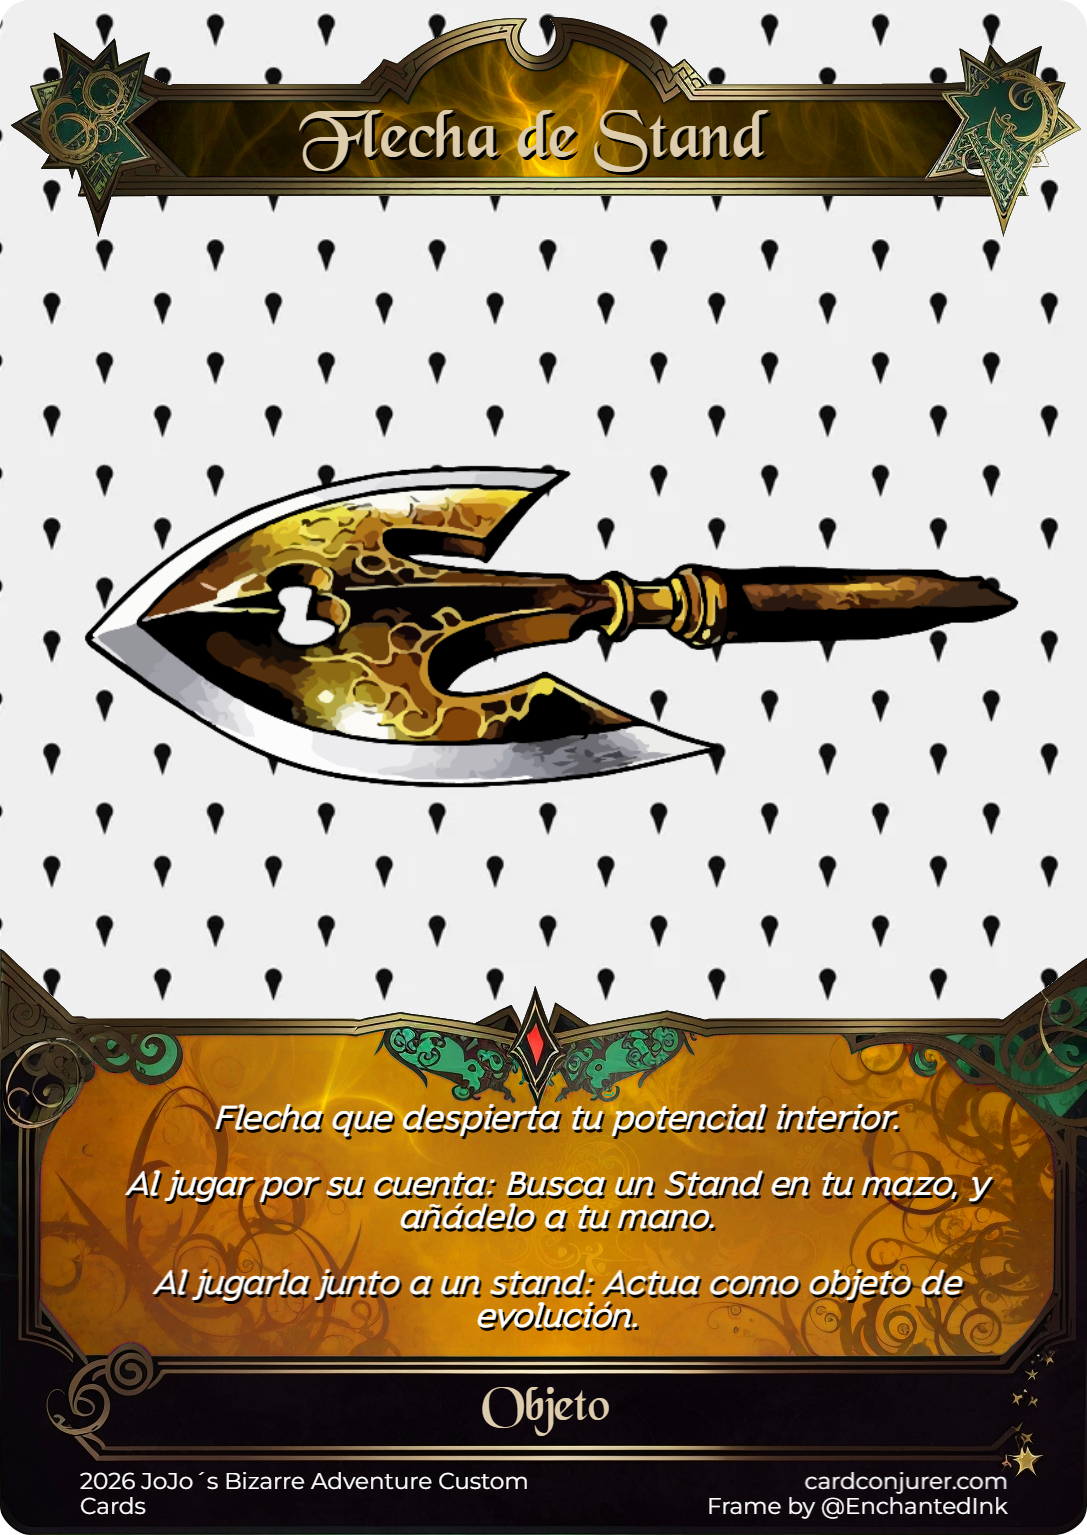 Flecha de Stand
Flecha que despierta tu potencial interior.
Al jugar por su cuenta: Busca un Stand en tu mazo, y
añádelo a tu mano.
Al jugarla junto a un stand: Actua como objeto de
evolución.
Objeto
2026 JoJo´s Bizarre Adventure Custom
Cards
cardconjurer.com
Frame by @EnchantedInk